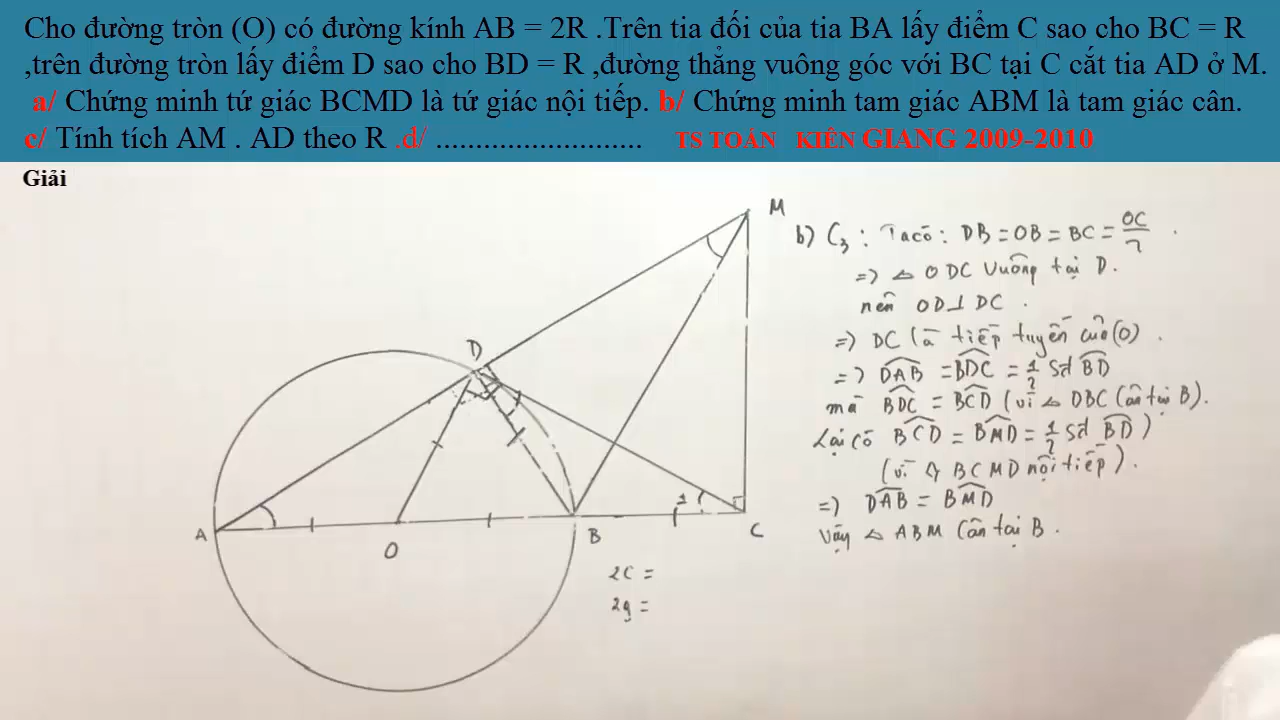 Cho đường tròn (O) có đường kính AB = 2R .Trên tia đối của tia BA lấy điểm C sao cho BC = R
,trên đường tròn lấy điểm D sao cho BD = R ,đường thẳng vuông góc với BC tại C cắt tia AD ở M.
a/ Chứng minh tứ giác BCMD là tứ giác nội tiếp. b/ Chứng minh tam giác ABM là tam giác cân.
c/ Tính tích AM . AD theo R .d/ ..........................
TS TOÁN KIÊN GIANG 2009-2010
Giải
M
D
A
O
B
C
1
2C =
2g =
b) C3 : Ta có : DB = OB = BC = OC/2 .
=> △ ODC vuông tại D.
nên OD⊥ DC .
=> DC là tiếp tuyến của (O) .
=> DAB = BDC = 1/2 sđ BD
mà BDC = BCD (vì △ DBC cân tại B).
Lại có BCD = BMD = 1/2 sđ BD )
(vì ◊ BCMD nội tiếp ).
=> DAB = BMD
Vậy △ ABM cân tại B .